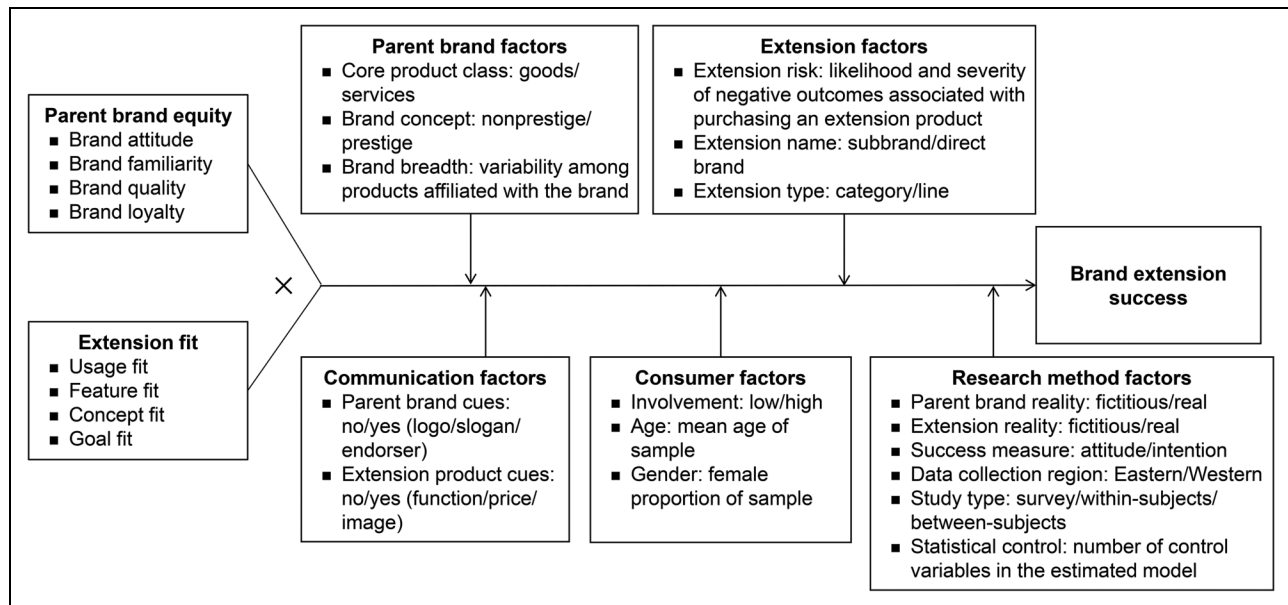 Parent brand equity
■ Brand attitude
■ Brand familiarity
■ Brand quality
■ Brand loyalty
×
Extension fit
■ Usage fit
■ Feature fit
■ Concept fit
■ Goal fit
Parent brand factors
■ Core product class: goods/
services
■ Brand concept: nonprestige/
prestige
■ Brand breadth: variability among
products affiliated with the brand
Extension factors
■ Extension risk: likelihood and severity
of negative outcomes associated with
purchasing an extension product
■ Extension name: subbrand/direct
brand
■ Extension type: category/line
Communication factors
■ Parent brand cues:
no/yes (logo/slogan/
endorser)
■ Extension product cues:
no/yes (function/price/
image)
Consumer factors
■ Involvement: low/high
■ Age: mean age of
sample
■ Gender: female
proportion of sample
Research method factors
■ Parent brand reality: fictitious/real
■ Extension reality: fictitious/real
■ Success measure: attitude/intention
■ Data collection region: Eastern/Western
■ Study type: survey/within-subjects/
between-subjects
■ Statistical control: number of control
variables in the estimated model
Brand extension
success